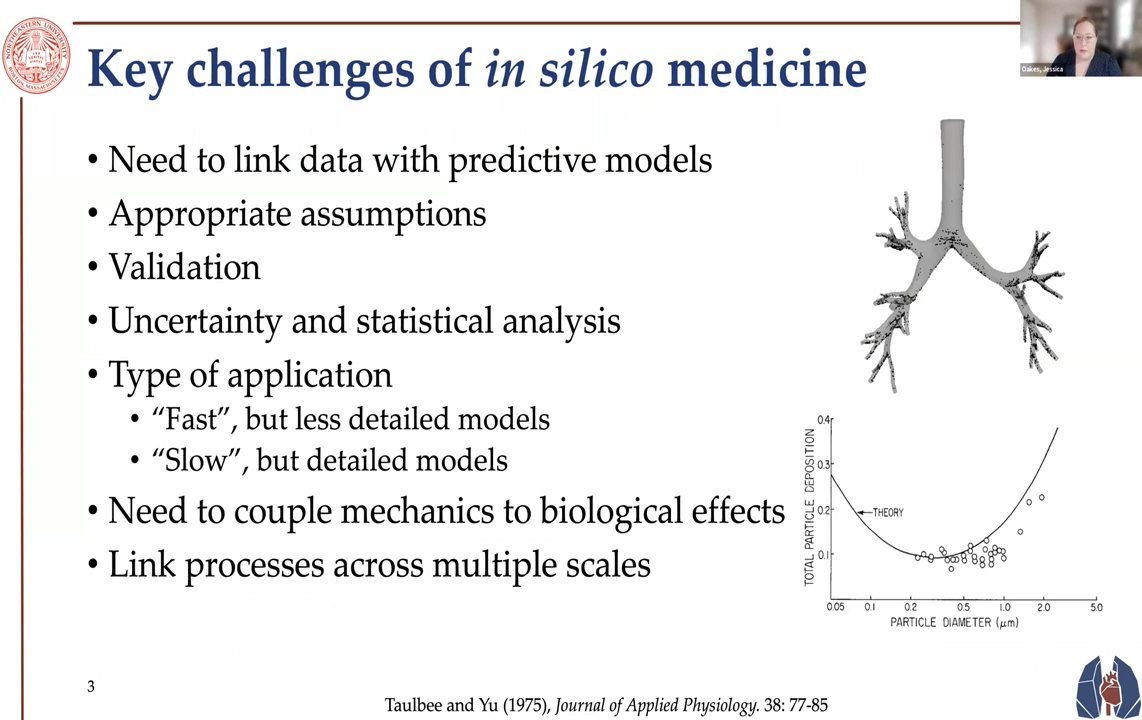 Key challenges of in silico medicine
Oakes, Jessica
NORTHEASTERN UNIVERSITY
• Need to link data with predictive models
• Appropriate assumptions
• Validation
• Uncertainty and statistical analysis
• Type of application
• “Fast”, but less detailed models
• “Slow”, but detailed models
• Need to couple mechanics to biological effects
• Link processes across multiple scales
TOTAL PARTICLE DEPOSITION
0.4
0.3
0.2
0.1
THEORY
0.05 0.1 0.2 0.5 1.0 2.0 5.0
PARTICLE DIAMETER (μm)
3
Taulbee and Yu (1975), Journal of Applied Physiology. 38: 77-85